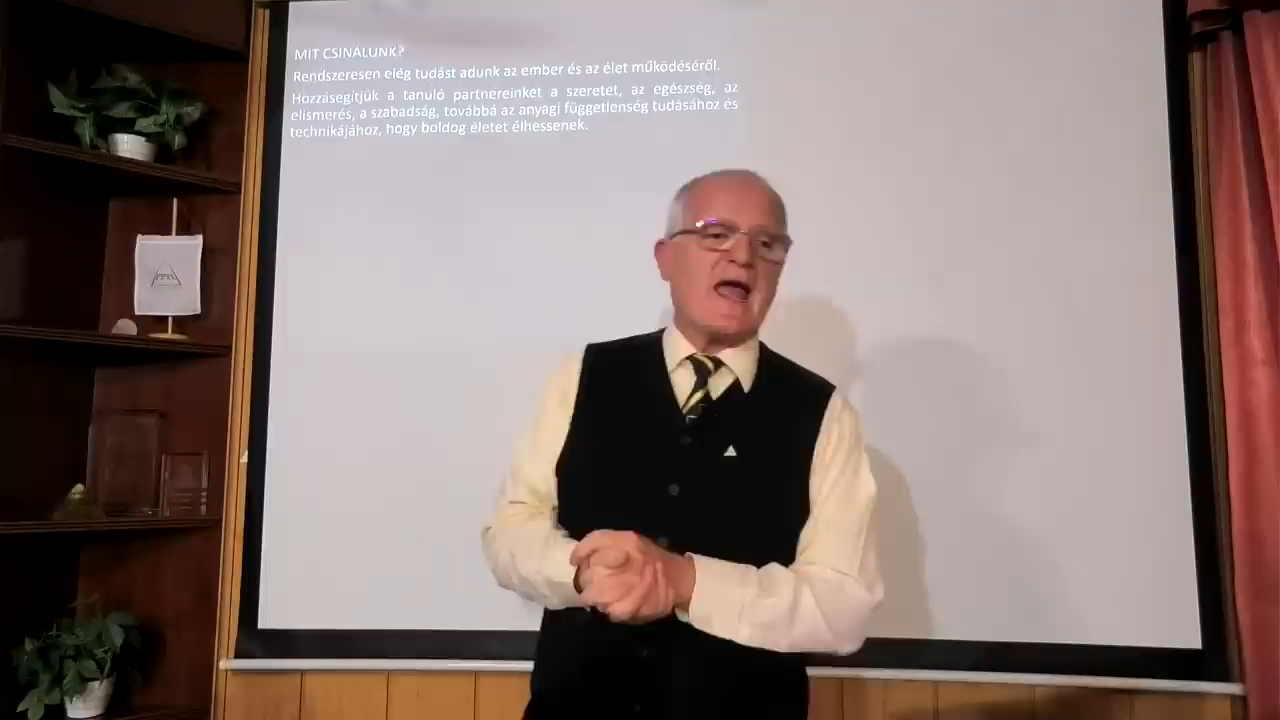 MIT CSINÁLUNK?
Rendszeresen elég tudást adunk az ember és az élet működéséről.
Hozzásegítjük a tanuló partnereinket a szeretet, az egészség, az
elismerés, a szabadság, továbbá az anyagi függetlenség tudásához és
technikájához, hogy boldog életet élhessenek.